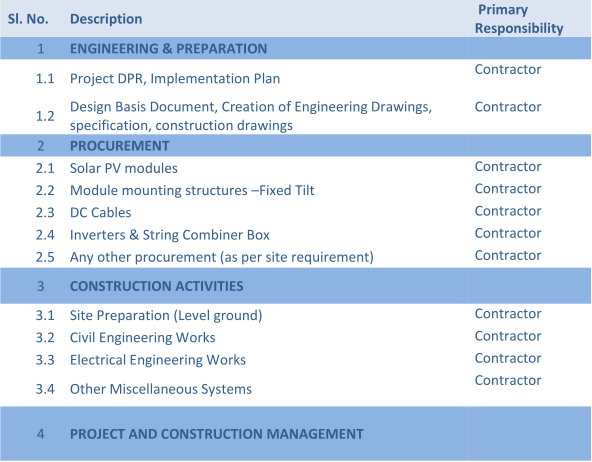 Sl. No. Description Primary Responsibility
1 ENGINEERING & PREPARATION
1.1 Project DPR, Implementation Plan Contractor
1.2 Design Basis Document, Creation of Engineering Drawings, Contractor
specification, construction drawings
2 PROCUREMENT
2.1 Solar PV modules Contractor
2.2 Module mounting structures –Fixed Tilt Contractor
2.3 DC Cables Contractor
2.4 Inverters & String Combiner Box Contractor
2.5 Any other procurement (as per site requirement) Contractor
3 CONSTRUCTION ACTIVITIES
3.1 Site Preparation (Level ground) Contractor
3.2 Civil Engineering Works Contractor
3.3 Electrical Engineering Works Contractor
3.4 Other Miscellaneous Systems Contractor
4 PROJECT AND CONSTRUCTION MANAGEMENT